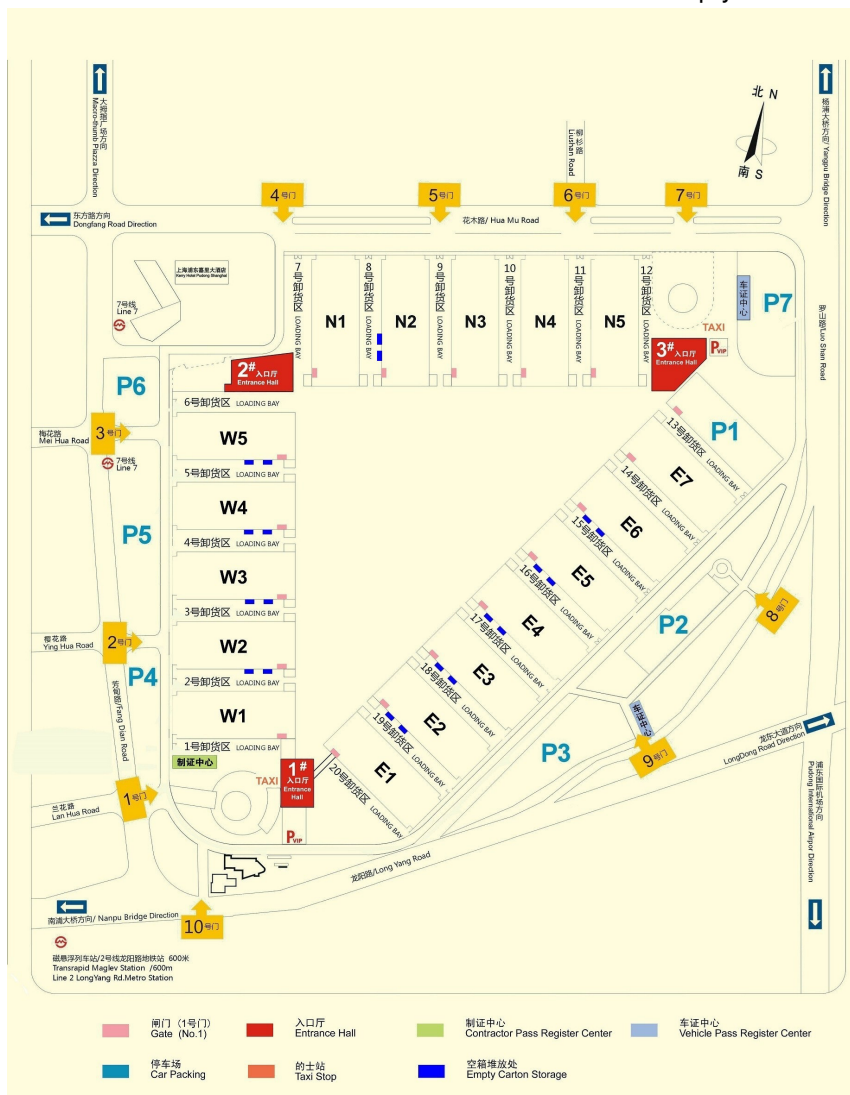 北 N
南 S
大拇指广场方向
Macro-thumb Plazza Direction
杨浦大桥方向/ Yangpu Bridge Direction
柳杉路
Liushan Road
4号门
5号门
6号门
7号门
东方路方向
Dongfang Road Direction
花木路/ Hua Mu Road
上海浦东嘉里大酒店
Kerry Hotel Pudong Shanghai
7号线
Line 7
7号卸货区 LOADING BAY
N1
8号卸货区 LOADING BAY
N2
9号卸货区 LOADING BAY
N3
10号卸货区 LOADING BAY
N4
11号卸货区 LOADING BAY
N5
12号卸货区 LOADING BAY
车证中心
P7
罗山路/Luo Shan Road
TAXI
PVIP
3#入口厅
Entrance Hall
2#入口厅
Entrance Hall
P6
6号卸货区 LOADING BAY
3号门
梅花路
Mei Hua Road
7号线
Line 7
W5
5号卸货区 LOADING BAY
P5
W4
4号卸货区 LOADING BAY
W3
3号卸货区 LOADING BAY
樱花路
Ying Hua Road
2号门
W2
2号卸货区 LOADING BAY
P4
芳甸路/Fang Dian Road
W1
1号卸货区 LOADING BAY
制证中心
P1
13号卸货区 LOADING BAY
E7
14号卸货区 LOADING BAY
E6
15号卸货区 LOADING BAY
E5
16号卸货区 LOADING BAY
E4
17号卸货区 LOADING BAY
E3
18号卸货区 LOADING BAY
E2
19号卸货区 LOADING BAY
E1
20号卸货区 LOADING BAY
P2
8号门
P3
车证中心
9号门
龙东大道方向
LongDong Road Direction
浦东国际机场方向
Pudong International Airpor Direction
TAXI
1#
入口厅
Entrance
Hall
PVIP
1号门
兰花路
Lan Hua Road
龙阳路/Long Yang Road
南浦大桥方向/ Nanpu Bridge Direction
10号门
磁悬浮列车站/2号线龙阳路地铁站 600米
Transrapid Maglev Station /600m
Line 2 LongYang Rd.Metro Station
闸门（1号门）
Gate (No.1)
入口厅
Entrance Hall
制证中心
Contractor Pass Register Center
车证中心
Vehicle Pass Register Center
停车场
Car Packing
的士站
Taxi Stop
空箱堆放处
Empty Carton Storage